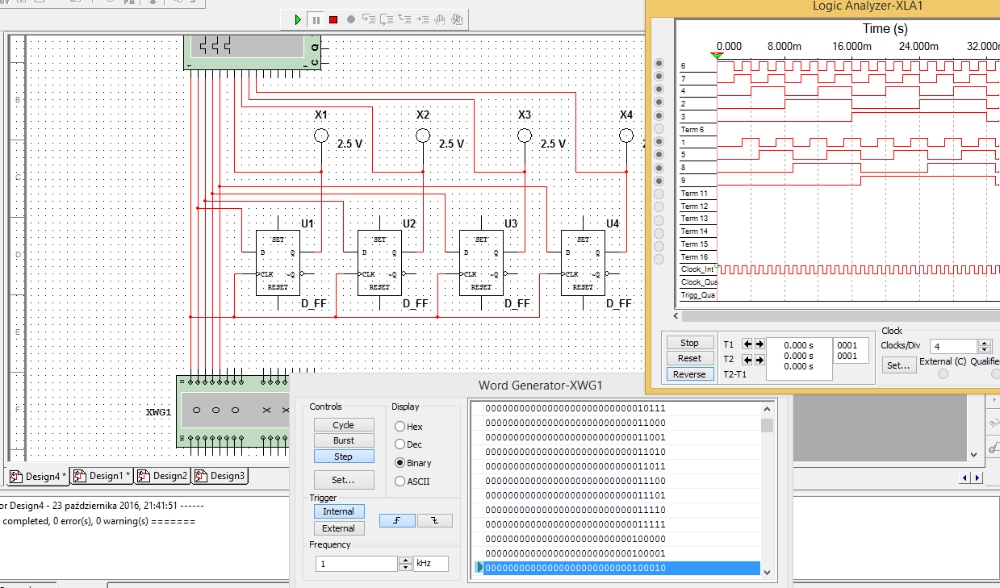 Logic Analyzer-XLA1
Time (s)
0.000 8.000m 16.000m 24.000m 32.000m
6
7
4
2
3
Term 6
1
5
8
9
Term 11
Term 12
Term 13
Term 14
Term 15
Term 16
Clock_Int
Clock_Qua
Trigg_Qua
C Q
B
C
D
E
F
X1 X2 X3 X4
2.5 V 2.5 V 2.5 V
U1 U2 U3 U4
SET SET SET SET
D Q D Q D Q D Q
CLK ~Q CLK ~Q CLK ~Q CLK ~Q
RESET RESET RESET RESET
D_FF D_FF D_FF D_FF
XWG1
O O O X X
Stop
Reset
Reverse
T1
T2
T2-T1
0.000 s
0.000 s
0.000 s
0001
0001
Clock
Clocks/Div 4
Set... External (C) Qualifie
Word Generator-XWG1
Controls
Cycle
Burst
Step
Set...
Display
Hex
Dec
Binary
ASCII
Trigger
Internal
External
Frequency
1 kHz
00000000000000000000000000010111
00000000000000000000000000011000
00000000000000000000000000011001
00000000000000000000000000011010
00000000000000000000000000011011
00000000000000000000000000011100
00000000000000000000000000011101
00000000000000000000000000011110
00000000000000000000000000011111
00000000000000000000000000100000
00000000000000000000000000100001
00000000000000000000000000100010
Design4 * Design1 * Design2 Design3
or Design4 - 23 października 2016, 21:41:51 ------
completed, 0 error(s), 0 warning(s) =======